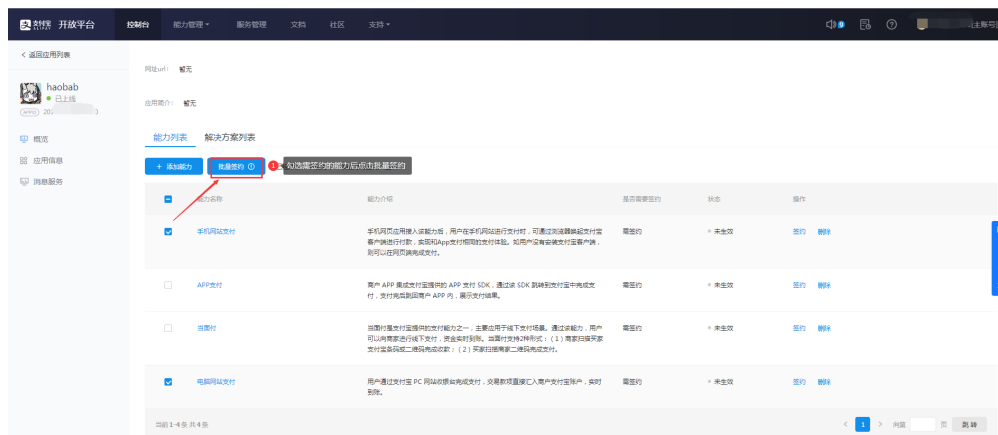 支付宝 开放平台 控制台 能力管理 服务管理 文档 社区 支持
ALIPAY
9
主账号
< 返回应用列表
网址url: 暂无
haobab
已上线
APPID 20
应用简介: 暂无
概览
应用信息
消息服务
能力列表 解决方案列表
+ 添加能力 批量签约 1 勾选需签约的能力后点击批量签约
能力名称 能力介绍 是否需要签约 状态 操作
手机网站支付 手机网页应用接入该能力后,用户在手机网站进行支付时,可通过浏览器唤起支付宝 需签约 未生效 签约 删除
客户端进行付款,实现和App支付相同的支付体验。如用户没有安装支付宝客户端,
则可以在网页端完成支付。
APP支付 商户 APP 集成支付宝提供的 APP 支付 SDK,通过该 SDK 跳转到支付宝中完成支 需签约 未生效 签约 删除
付,支付完后跳回商户 APP 内,展示支付结果。
当面付 当面付是支付宝提供的支付能力之一,主要应用于线下支付场景。通过该能力,用户 需签约 未生效 签约 删除
可以向商家进行线下支付,资金实时到账。当面付支持2种形式:(1)商家扫描买家
支付宝条码或二维码完成收款;(2)买家扫描商家二维码完成支付。
电脑网站支付 用户通过支付宝 PC 网站收银台完成支付,交易款项直接汇入商户支付宝账户,实时 需签约 未生效 签约 删除
到账。
当前 1-4 条 共 4 条 < 1 > 向第 页 跳转